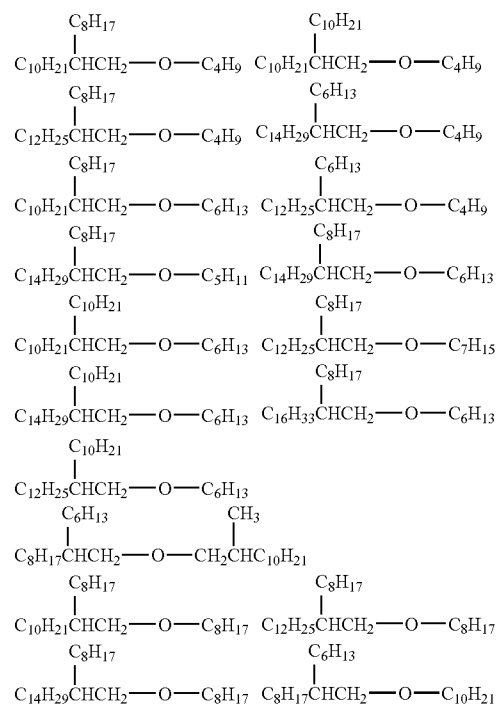 C8H17 C10H21
C10H21CHCH2—O—C4H9 C10H21CHCH2—O—C4H9
C8H17 C6H13
C12H25CHCH2—O—C4H9 C14H29CHCH2—O—C4H9
C8H17 C6H13
C10H21CHCH2—O—C6H13 C12H25CHCH2—O—C4H9
C8H17 C8H17
C14H29CHCH2—O—C5H11 C14H29CHCH2—O—C6H13
C10H21 C8H17
C10H21CHCH2—O—C6H13 C12H25CHCH2—O—C7H15
C10H21 C8H17
C14H29CHCH2—O—C6H13 C16H33CHCH2—O—C6H13
C10H21
C12H25CHCH2—O—C6H13
C6H13 CH3
C8H17CHCH2—O—CH2CHC10H21
C8H17 C8H17
C10H21CHCH2—O—C8H17 C12H25CHCH2—O—C8H17
C8H17 C6H13
C14H29CHCH2—O—C8H17 C8H17CHCH2—O—C10H21